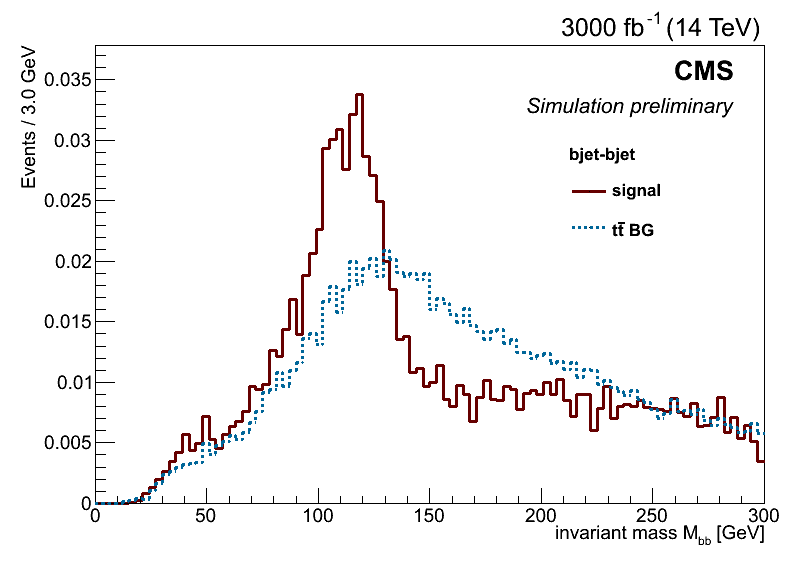 3000 fb-1 (14 TeV)
Events / 3.0 GeV
CMS
Simulation preliminary
bjet-bjet
signal
tt̄ BG
0.035
0.03
0.025
0.02
0.015
0.01
0.005
0
0 50 100 150 200 250 300
invariant mass Mbb [GeV]